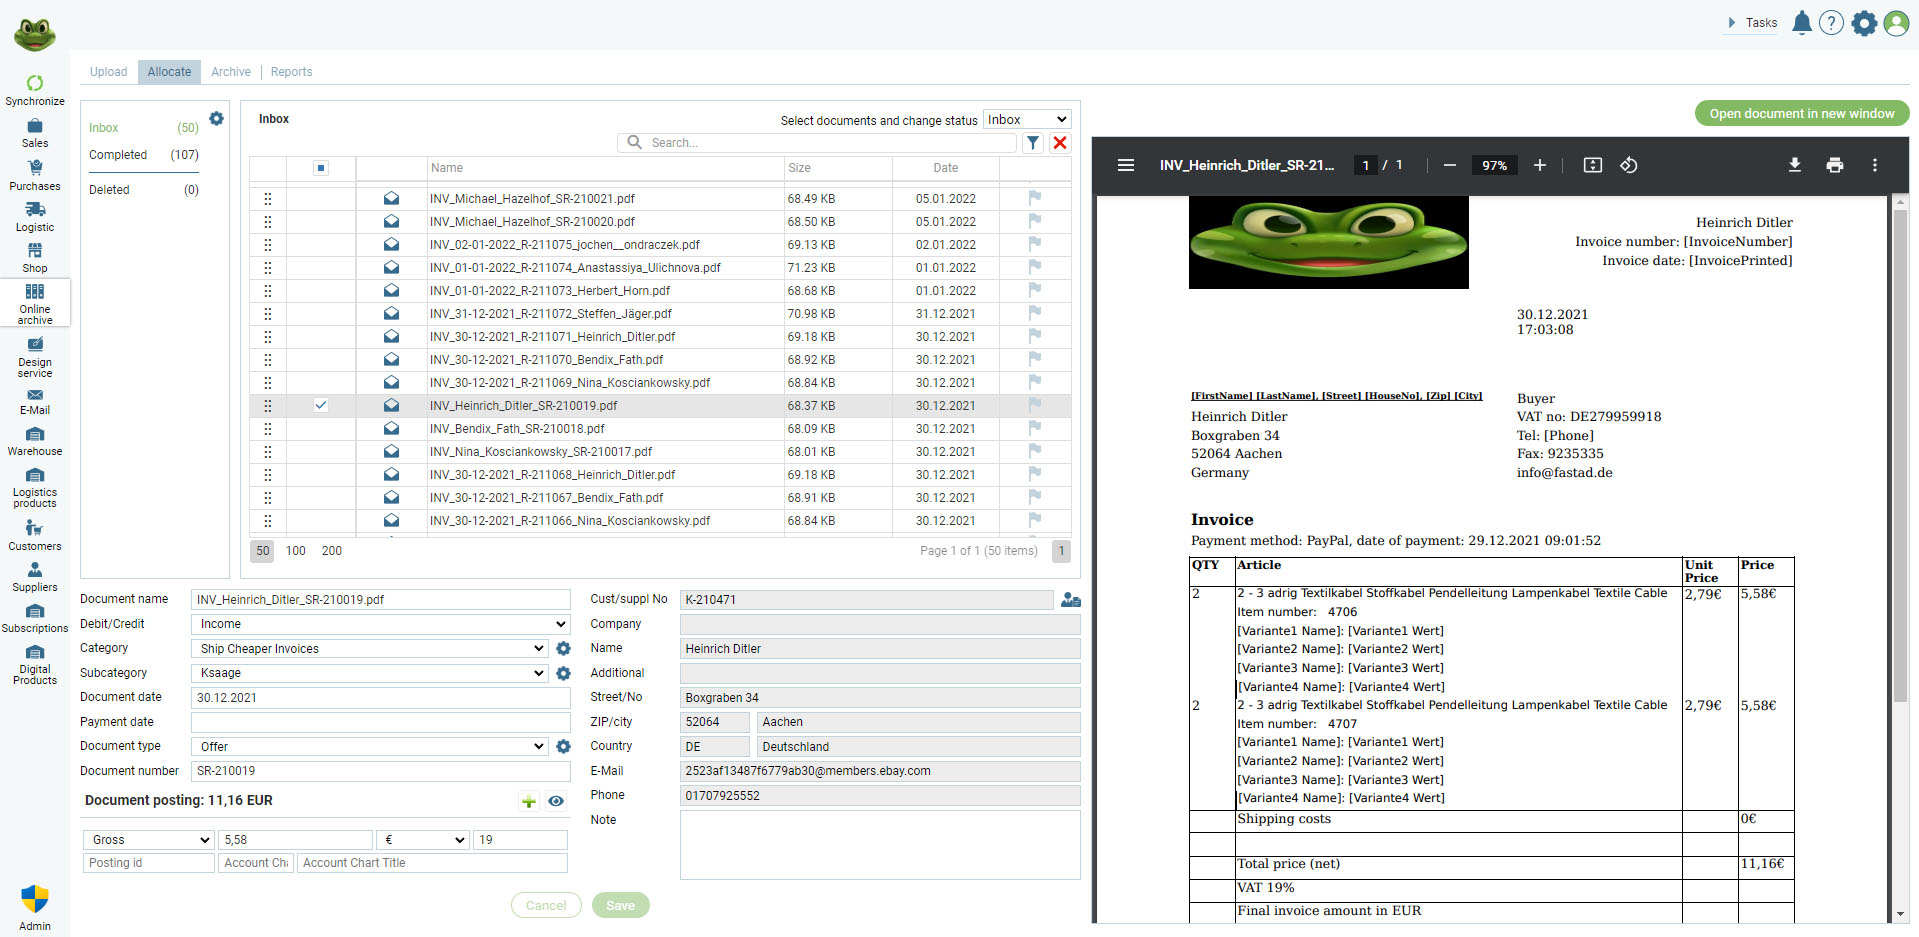 Tasks
?
Synchronize
Sales
Purchases
Logistic
Shop
Online
archive
Design
service
E-Mail
Warehouse
Logistics
products
Customers
Suppliers
Subscriptions
Digital
Products
Admin
Upload Allocate Archive Reports
Inbox (50)
Completed (107)
Deleted (0)
Inbox
Select documents and change status Inbox
Search...
Name Size Date
INV_Michael_Hazelhof_SR-210021.pdf 68.49 KB 05.01.2022
INV_Michael_Hazelhof_SR-210020.pdf 68.50 KB 05.01.2022
INV_02-01-2022_R-211075_jochen__ondraczek.pdf 69.13 KB 02.01.2022
INV_01-01-2022_R-211074_Anastassiya_Ulichnova.pdf 71.23 KB 01.01.2022
INV_01-01-2022_R-211073_Herbert_Horn.pdf 68.68 KB 01.01.2022
INV_31-12-2021_R-211072_Steffen_Jäger.pdf 70.98 KB 31.12.2021
INV_30-12-2021_R-211071_Heinrich_Ditler.pdf 69.18 KB 30.12.2021
INV_30-12-2021_R-211070_Bendix_Fath.pdf 68.92 KB 30.12.2021
INV_30-12-2021_R-211069_Nina_Kosciankowsky.pdf 68.84 KB 30.12.2021
INV_Heinrich_Ditler_SR-210019.pdf 68.37 KB 30.12.2021
INV_Bendix_Fath_SR-210018.pdf 68.09 KB 30.12.2021
INV_Nina_Kosciankowsky_SR-210017.pdf 68.01 KB 30.12.2021
INV_30-12-2021_R-211068_Heinrich_Ditler.pdf 69.18 KB 30.12.2021
INV_30-12-2021_R-211067_Bendix_Fath.pdf 68.91 KB 30.12.2021
INV_30-12-2021_R-211066_Nina_Kosciankowsky.pdf 68.84 KB 30.12.2021
50 100 200 Page 1 of 1 (50 items) 1
Document name INV_Heinrich_Ditler_SR-210019.pdf
Debit/Credit Income
Category Ship Cheaper Invoices
Subcategory Ksaage
Document date 30.12.2021
Payment date
Document type Offer
Document number SR-210019
Document posting: 11,16 EUR
Gross 5,58 € 19
Posting id Account Cha Account Chart Title
Cust/suppl No K-210471
Company
Name Heinrich Ditler
Additional
Street/No Boxgraben 34
ZIP/city 52064 Aachen
Country DE Deutschland
E-Mail 2523af13487f6779ab30@members.ebay.com
Phone 01707925552
Note
Cancel Save
Open document in new window
INV_Heinrich_Ditler_SR-21... 1 / 1 97%
Heinrich Ditler
Invoice number: [InvoiceNumber]
Invoice date: [InvoicePrinted]
30.12.2021
17:03:08
[FirstName] [LastName], [Street] [HouseNo], [Zip] [City]
Heinrich Ditler
Boxgraben 34
52064 Aachen
Germany
Buyer
VAT no: DE279959918
Tel: [Phone]
Fax: 9235335
info@fastad.de
Invoice
Payment method: PayPal, date of payment: 29.12.2021 09:01:52
QTY Article Unit Price Price
2 2 - 3 adrig Textilkabel Stoffkabel Pendelleitung Lampenkabel Textile Cable 2,79€ 5,58€
Item number: 4706
[Variante1 Name]: [Variante1 Wert]
[Variante2 Name]: [Variante2 Wert]
[Variante3 Name]: [Variante3 Wert]
[Variante4 Name]: [Variante4 Wert]
2 2 - 3 adrig Textilkabel Stoffkabel Pendelleitung Lampenkabel Textile Cable 2,79€ 5,58€
Item number: 4707
[Variante1 Name]: [Variante1 Wert]
[Variante2 Name]: [Variante2 Wert]
[Variante3 Name]: [Variante3 Wert]
[Variante4 Name]: [Variante4 Wert]
Shipping costs 0€
Total price (net) 11,16€
VAT 19%
Final invoice amount in EUR